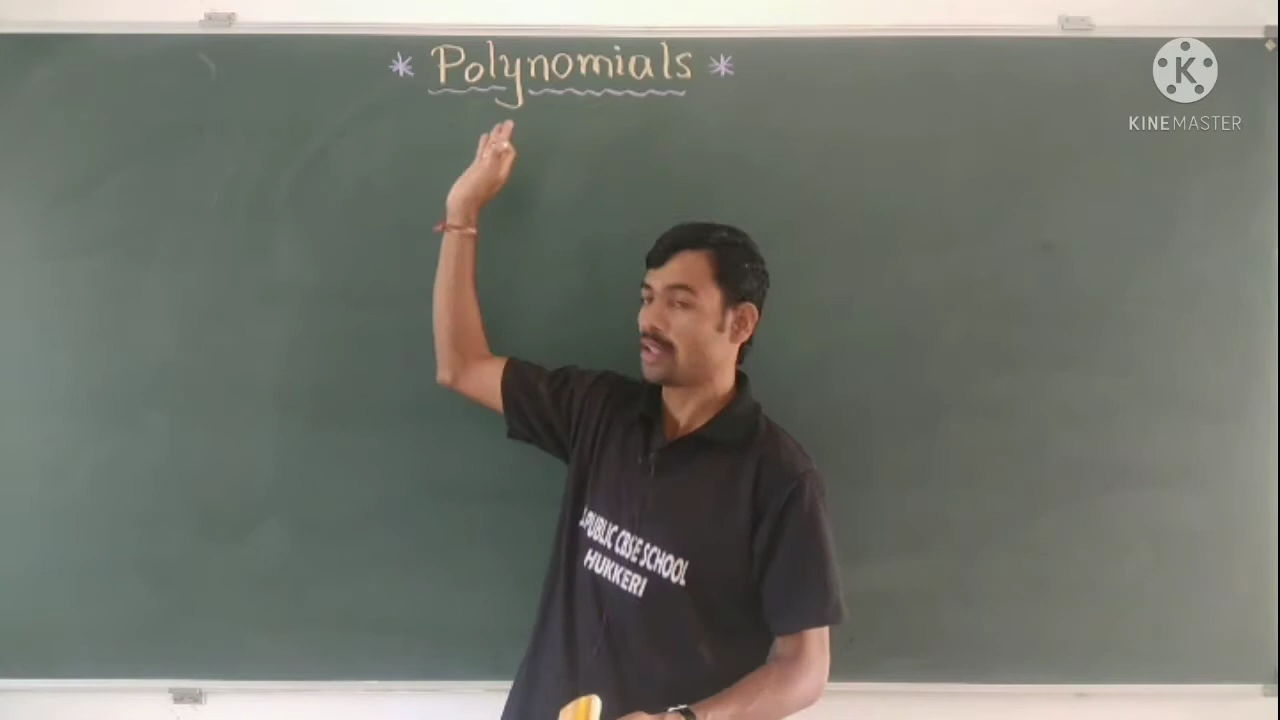 * Polynomials *
KINEMASTER
PUBLIC CBSE SCHOOL
HUKKERI